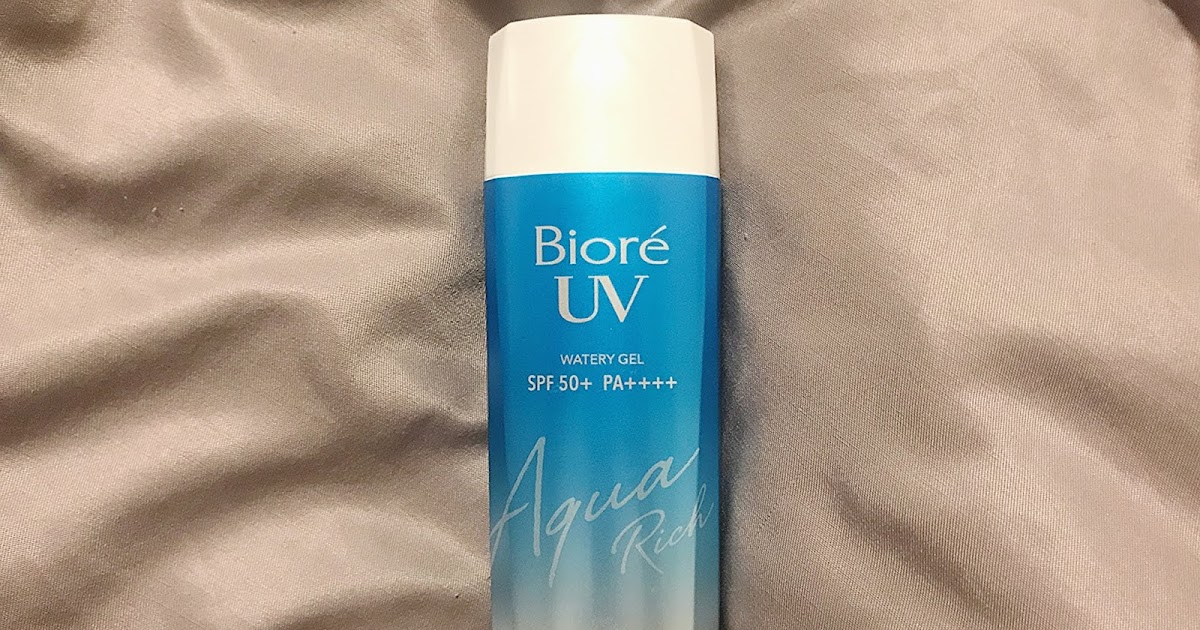 Bioré
UV
WATERY GEL
SPF 50+ PA++++
Aqua
Rich